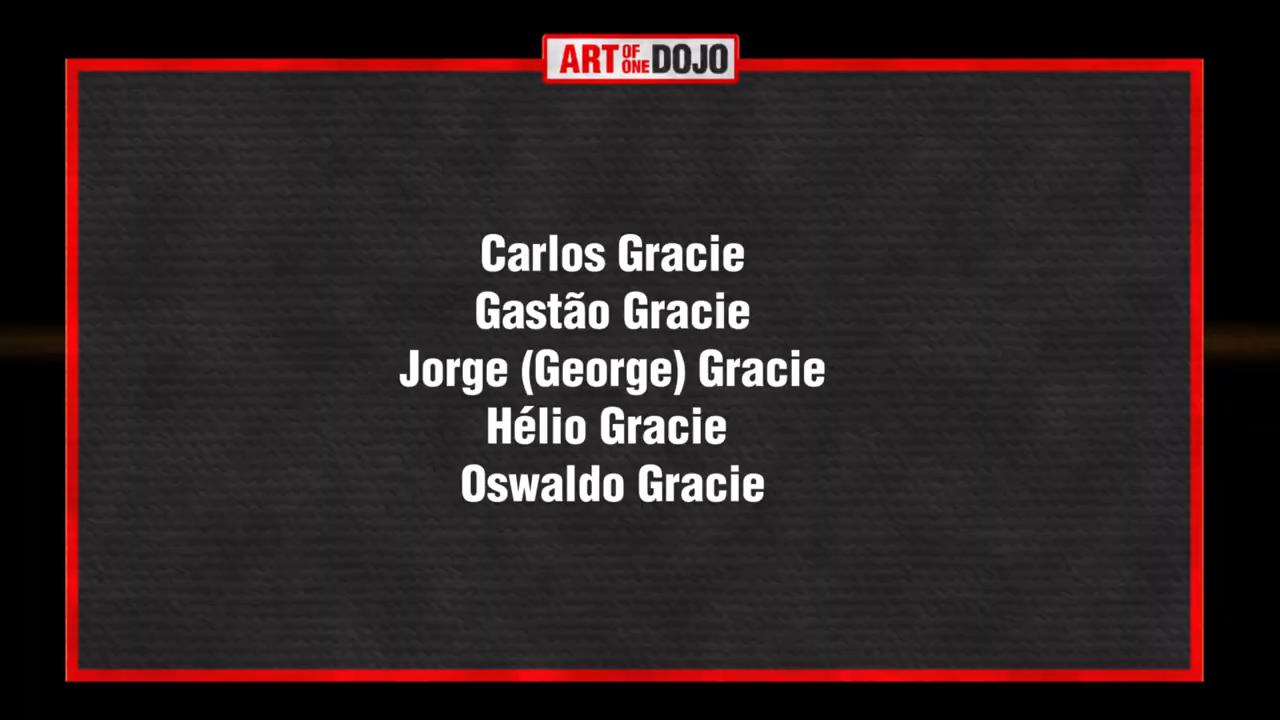 ART OF ONE DOJO
Carlos Gracie
Gastão Gracie
Jorge (George) Gracie
Hélio Gracie
Oswaldo Gracie